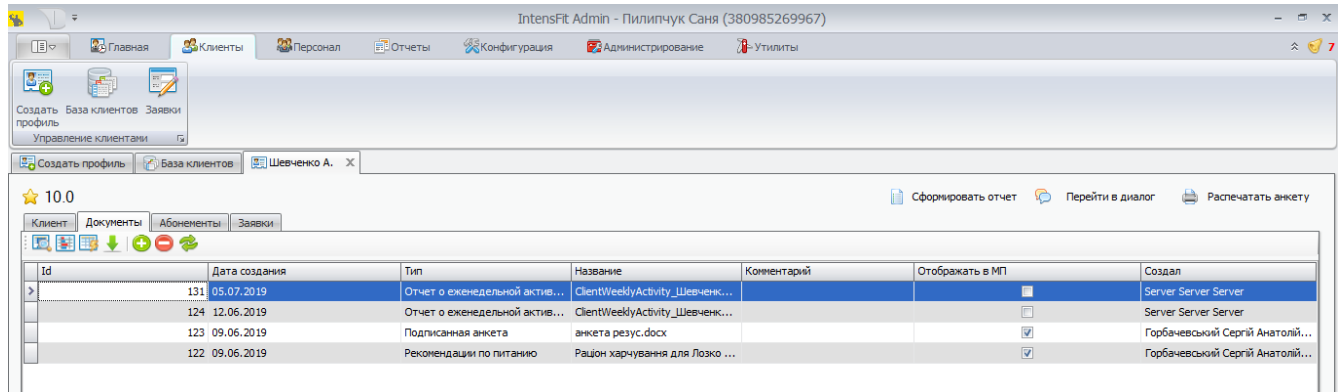 IntensFit Admin - Пилипчук Саня (380985269967)
Главная Клиенты Персонал Отчеты Конфигурация Администрирование Утилиты 7
Создать профиль База клиентов Заявки
Управление клиентами
Создать профиль База клиентов Шевченко А. X
10.0 Сформировать отчет Перейти в диалог Распечатать анкету
Клиент Документы Абонементы Заявки
Id Дата создания Тип Название Комментарий Отображать в МП Создал
131 05.07.2019 Отчет о еженедельной актив... ClientWeeklyActivity_Шевченк... Server Server Server
124 12.06.2019 Отчет о еженедельной актив... ClientWeeklyActivity_Шевченк... Server Server Server
123 09.06.2019 Подписанная анкета анкета резус.docx Горбачевський Сергій Анатолій...
122 09.06.2019 Рекомендации по питанию Раціон харчування для Лозко ... Горбачевський Сергій Анатолій...